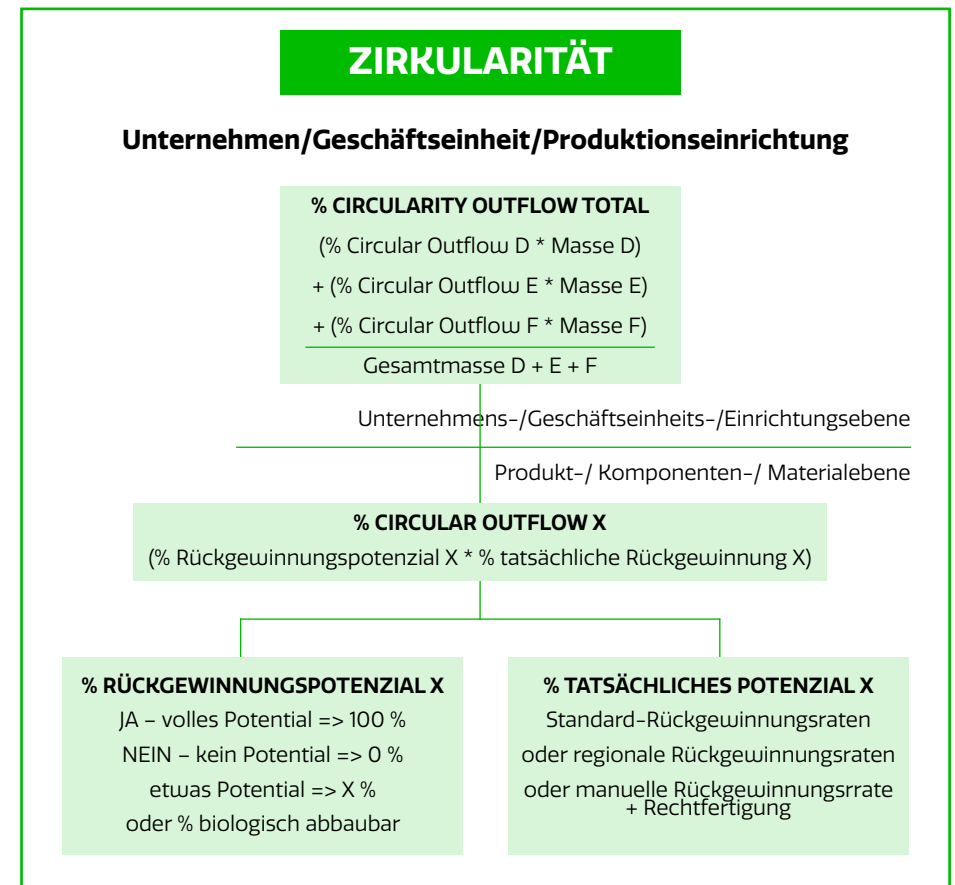 ZIRKULARITÄT
Unternehmen/Geschäftseinheit/Produktionseinrichtung
% CIRCULARITY OUTFLOW TOTAL
(% Circular Outflow D * Masse D)
+ (% Circular Outflow E * Masse E)
+ (% Circular Outflow F * Masse F)
Gesamtmasse D + E + F
Unternehmens-/Geschäftseinheits-/Einrichtungsebene
Produkt-/ Komponenten-/ Materialebene
% CIRCULAR OUTFLOW X
(% Rückgewinnungspotenzial X * % tatsächliche Rückgewinnung X)
% RÜCKGEWINNUNGSPOTENZIAL X
JA – volles Potential => 100 %
NEIN – kein Potential => 0 %
etwas Potential => X %
oder % biologisch abbaubar
% TATSÄCHLICHES POTENZIAL X
Standard-Rückgewinnungsraten
oder regionale Rückgewinnungsraten
oder manuelle Rückgewinnungsrrate
+ Rechtfertigung